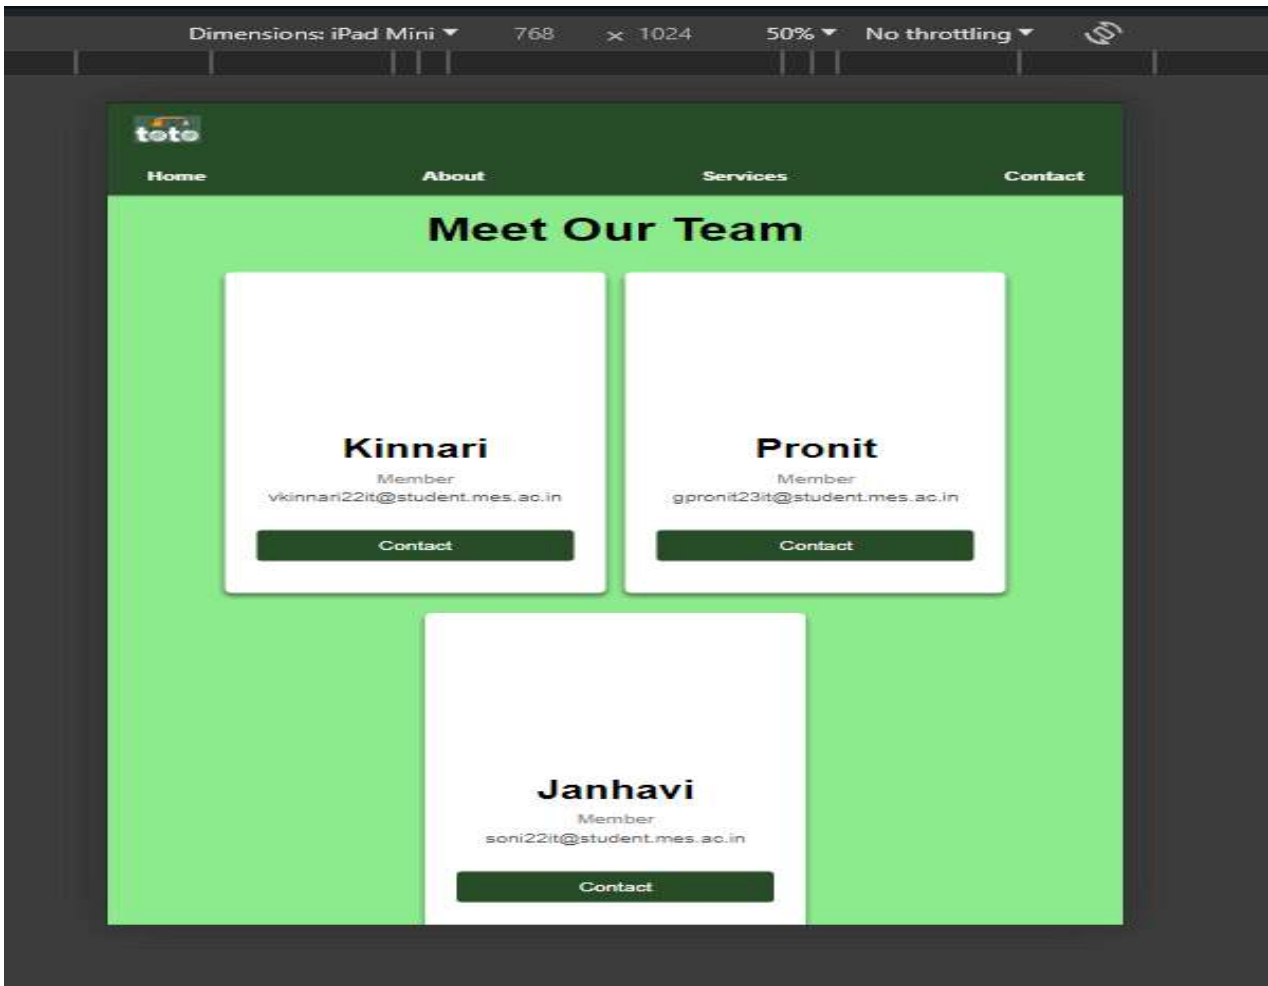 Dimensions: iPad Mini 768 × 1024 50% No throttling
toto
Home About Services Contact
Meet Our Team
Kinnari Pronit
Member Member
vkinnari22it@student.mes.ac.in gpronit23it@student.mes.ac.in
Contact Contact
Janhavi
Member
soni22it@student.mes.ac.in
Contact